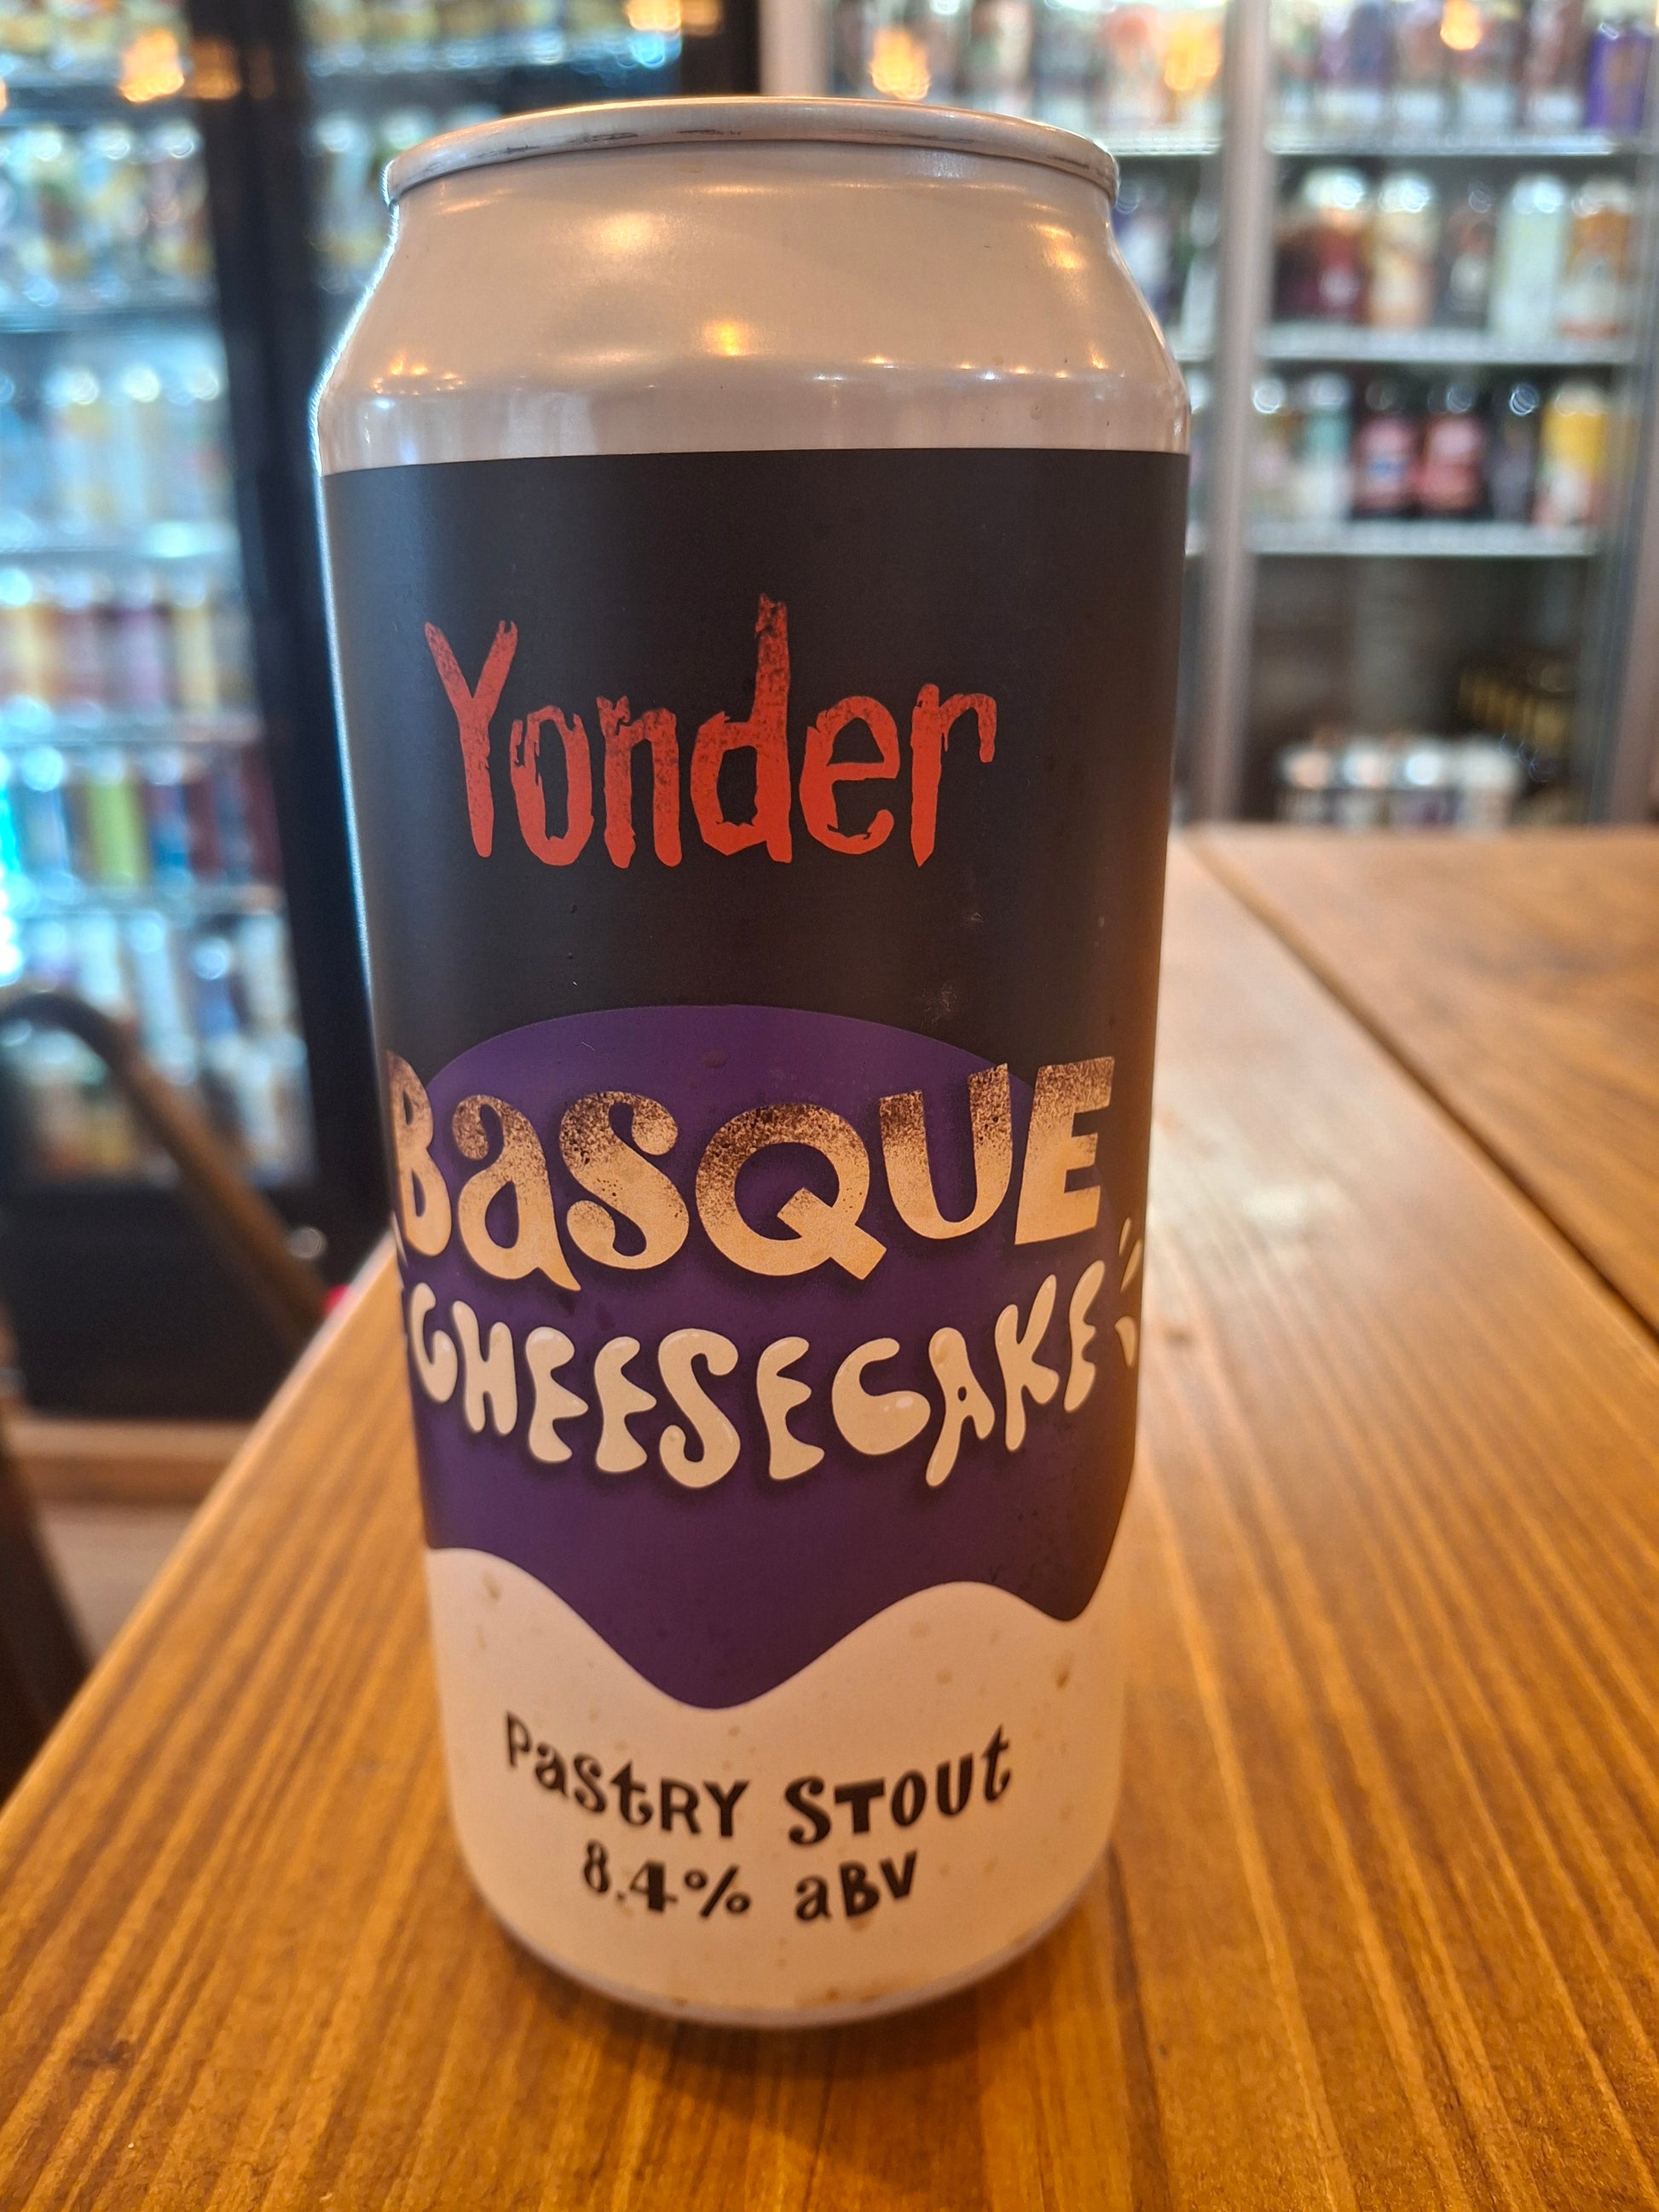 Yonder
BasQUE
CHEESECAKE
PastRY STOUt
8.4% aBV